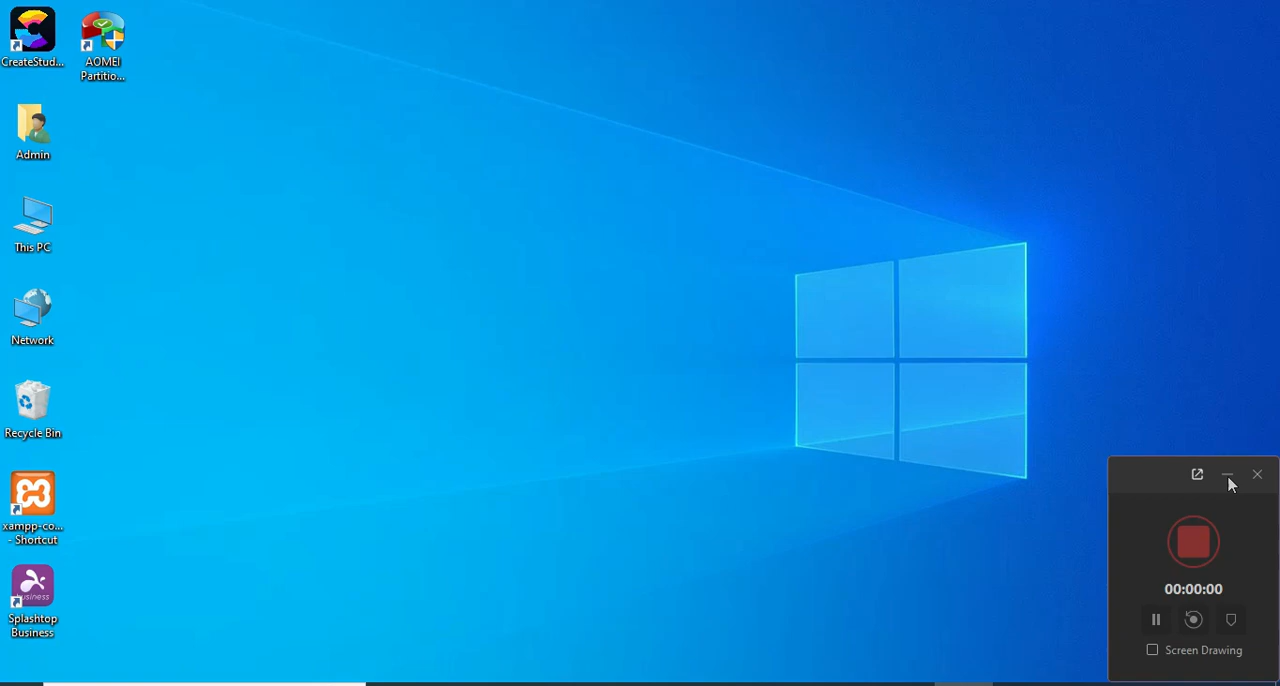 CreateStud...
AOMEI
Partitio...
Admin
This PC
Network
Recycle Bin
xampp-co...
- Shortcut
business
Splashtop
Business
00:00:00
Screen Drawing